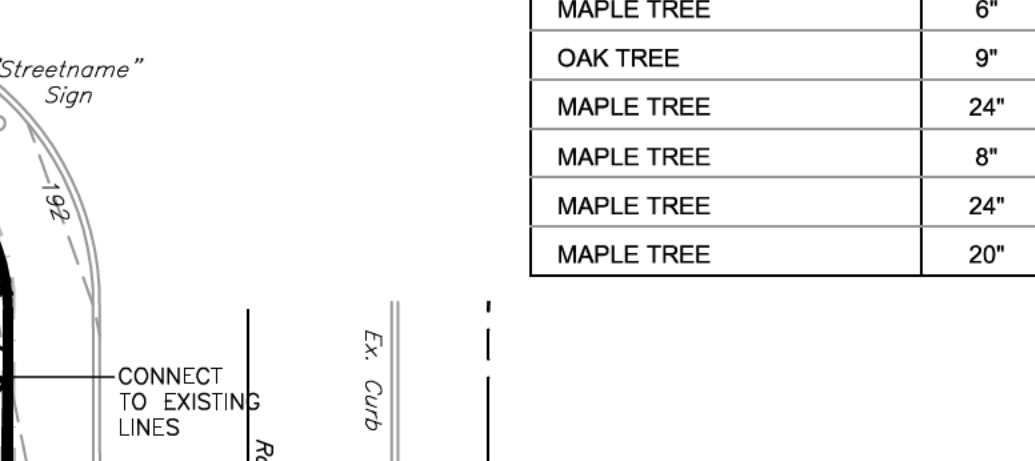 MAPLE TREE 6"
OAK TREE 9"
MAPLE TREE 24"
MAPLE TREE 8"
MAPLE TREE 24"
MAPLE TREE 20"
"Streetname"
Sign
192
Ex. Curb
CONNECT
TO EXISTING
LINES